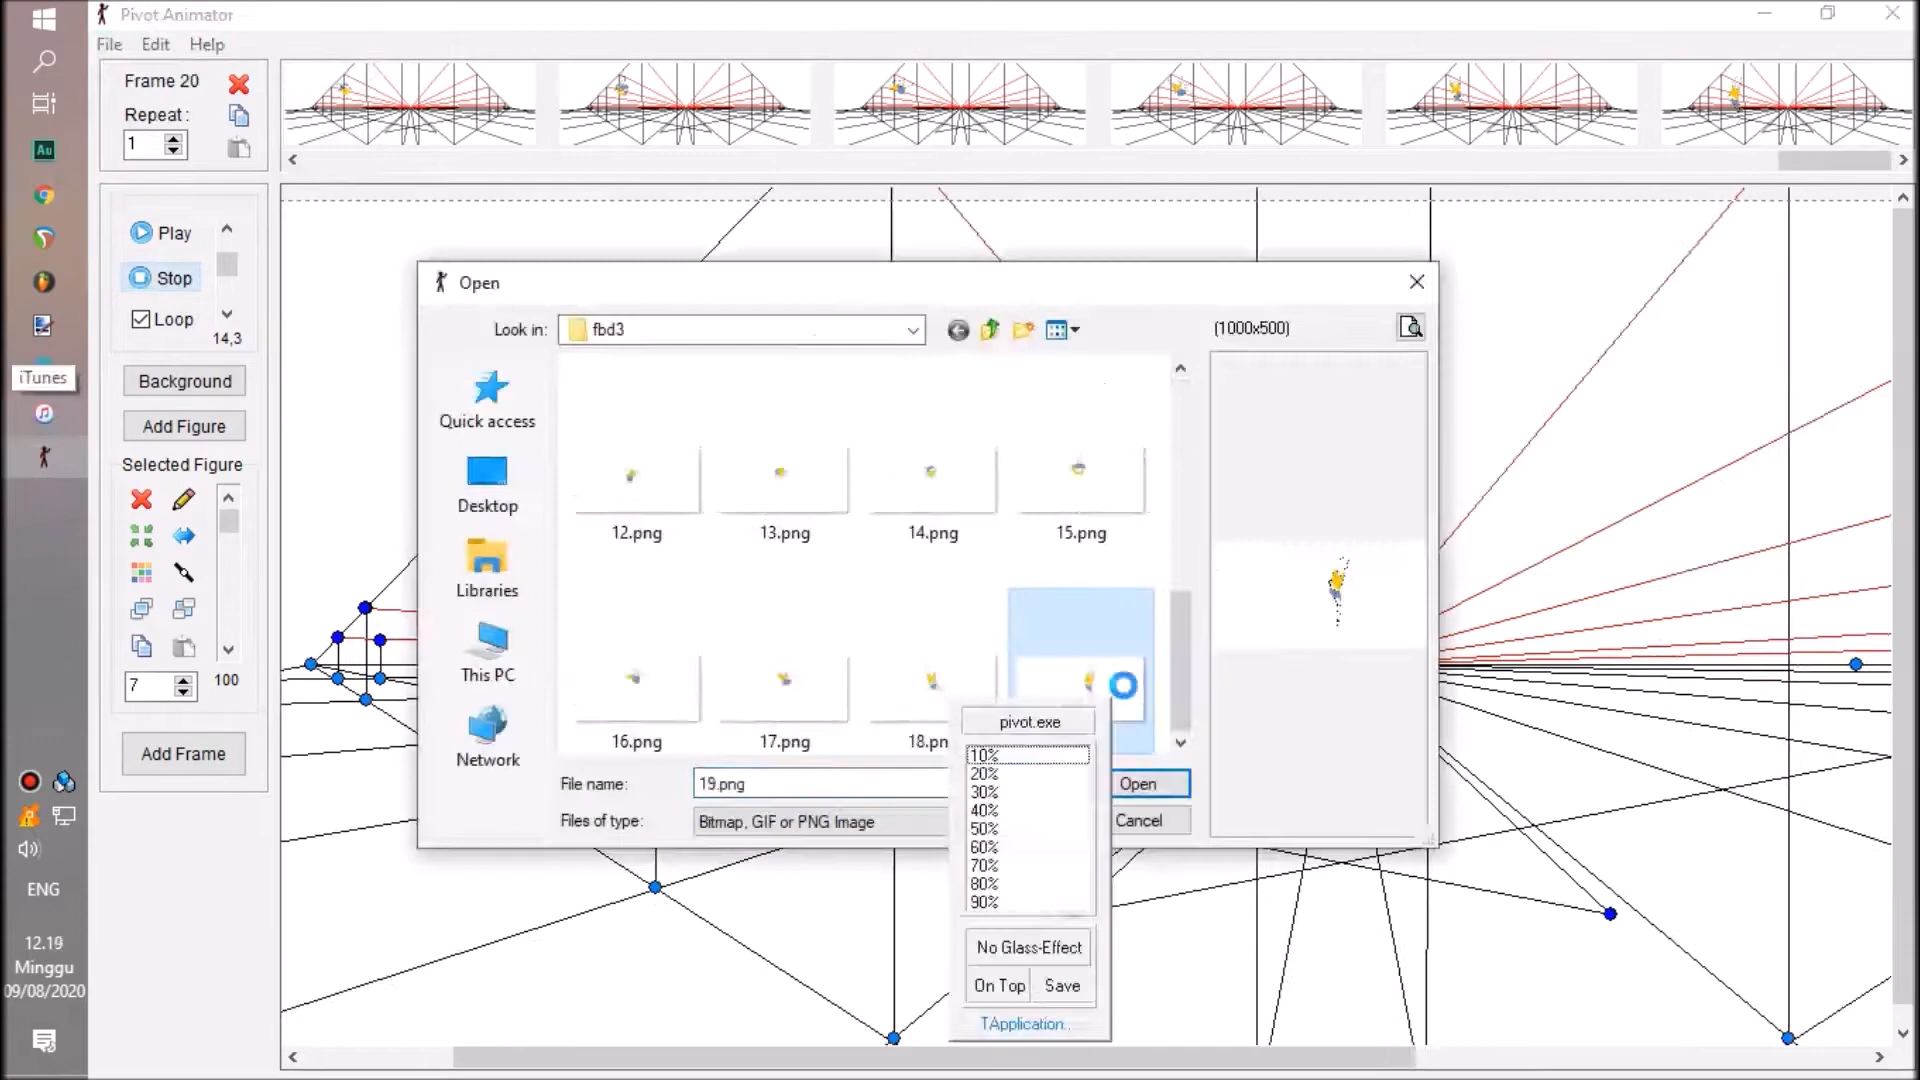 Pivot Animator
File Edit Help
Frame 20
Repeat :
1
Au
Play
Stop
Loop
14,3
iTunes
Background
Add Figure
Selected Figure
7
100
Add Frame
Open
Look in:
fbd3
(1000x500)
Quick access
Desktop
Libraries
This PC
Network
12.png
13.png
14.png
15.png
16.png
17.png
18.pn
File name:
19.png
Open
Files of type:
Bitmap, GIF or PNG Image
Cancel
pivot.exe
10%
20%
30%
40%
50%
60%
70%
80%
90%
No Glass-Effect
On Top
Save
TApplication..
ENG
12.19
Minggu
09/08/2020